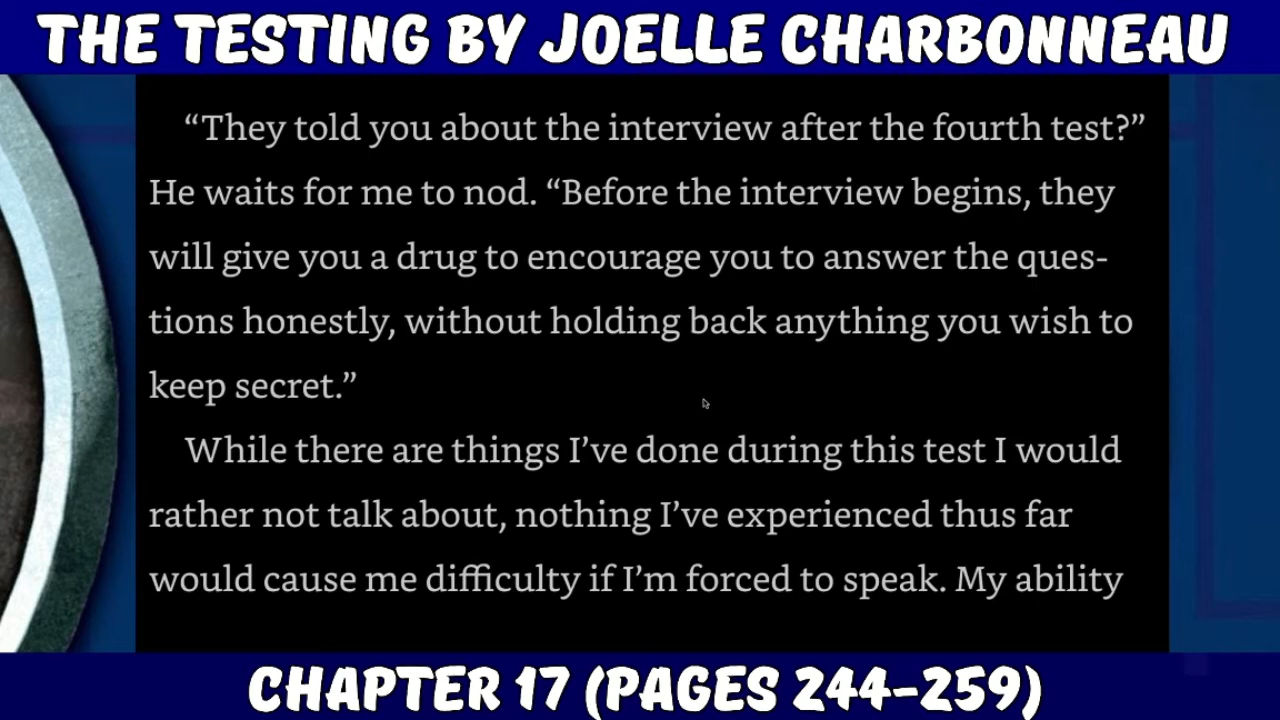 THE TESTING BY JOELLE CHARBONNEAU
“They told you about the interview after the fourth test?”
He waits for me to nod. “Before the interview begins, they
will give you a drug to encourage you to answer the ques-
tions honestly, without holding back anything you wish to
keep secret.”
While there are things I’ve done during this test I would
rather not talk about, nothing I’ve experienced thus far
would cause me difficulty if I’m forced to speak. My ability
CHAPTER 17 (PAGES 244-259)